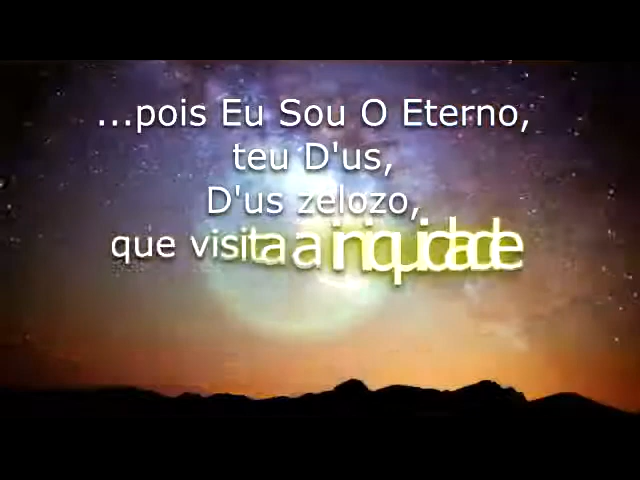 ...pois Eu Sou O Eterno,
teu D'us,
D'us zelozo,
que visita a iniquidade